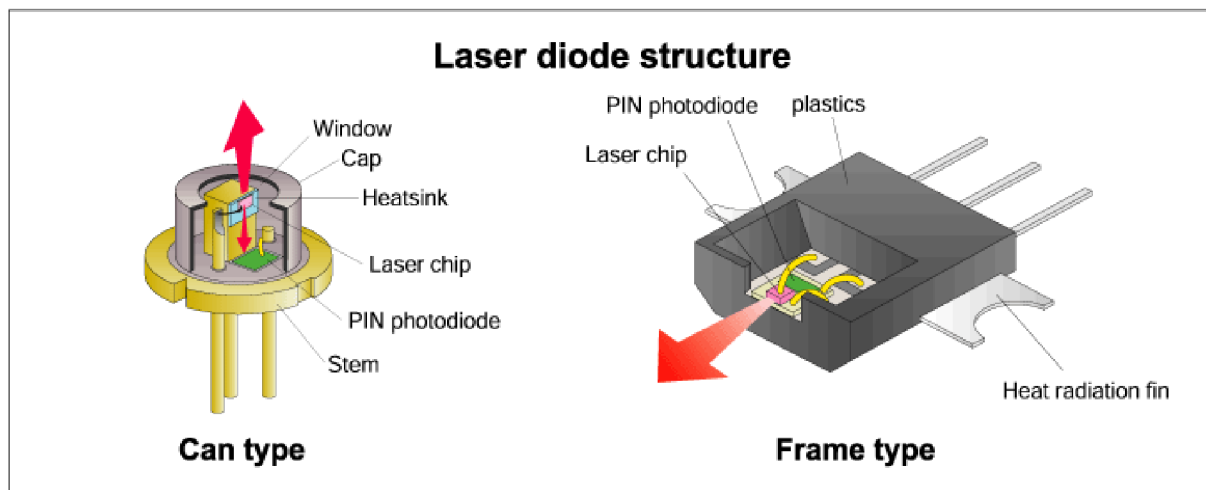 Laser diode structure
Window
Cap
Heatsink
Laser chip
PIN photodiode
Stem
Can type
PIN photodiode
plastics
Laser chip
Heat radiation fin
Frame type